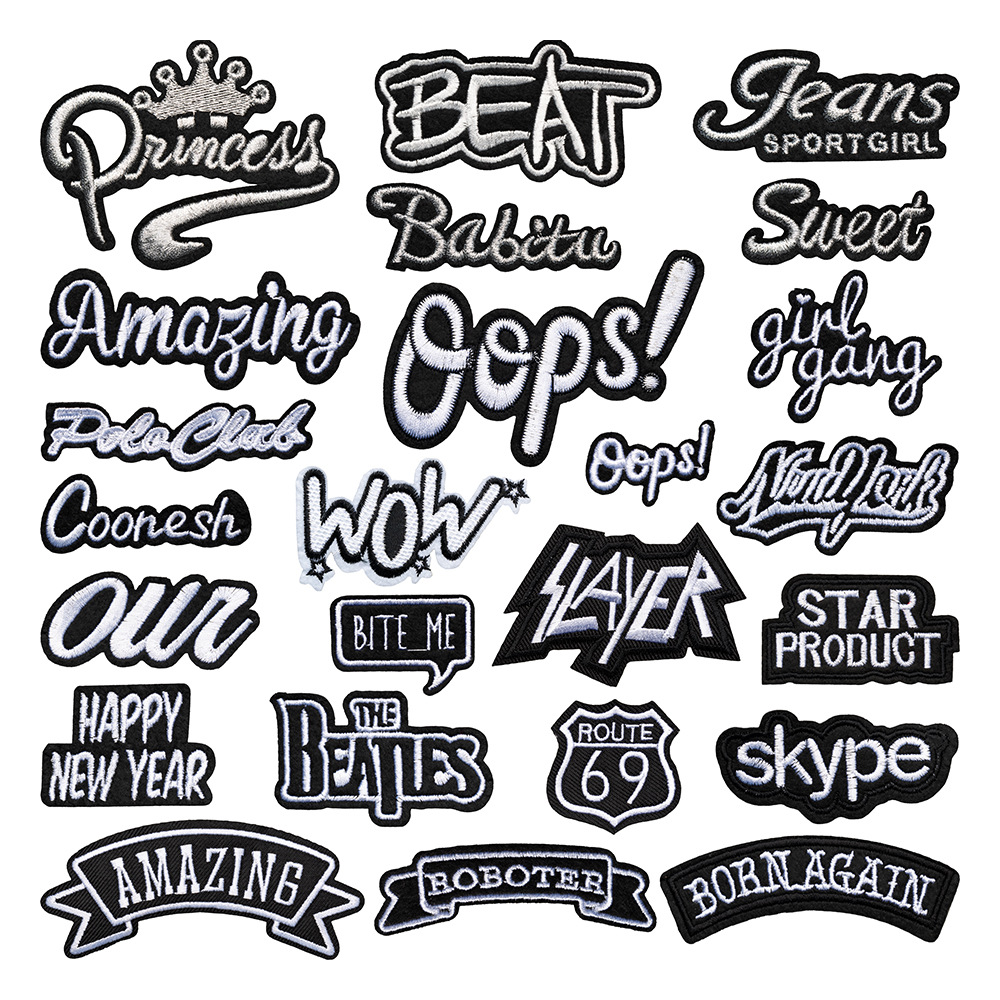 Princess
BEAT
Jeans
SPORTGIRL
Babitu
Sweet
Amazing
Oops!
girl
gang
Polo Club
Oops!
New York
Coonesh
WOW
SLAYER
our
BITE_ME
STAR
PRODUCT
HAPPY
NEW YEAR
THE
BEATLES
ROUTE
69
skype
AMAZING
ROBOTER
BORN AGAIN